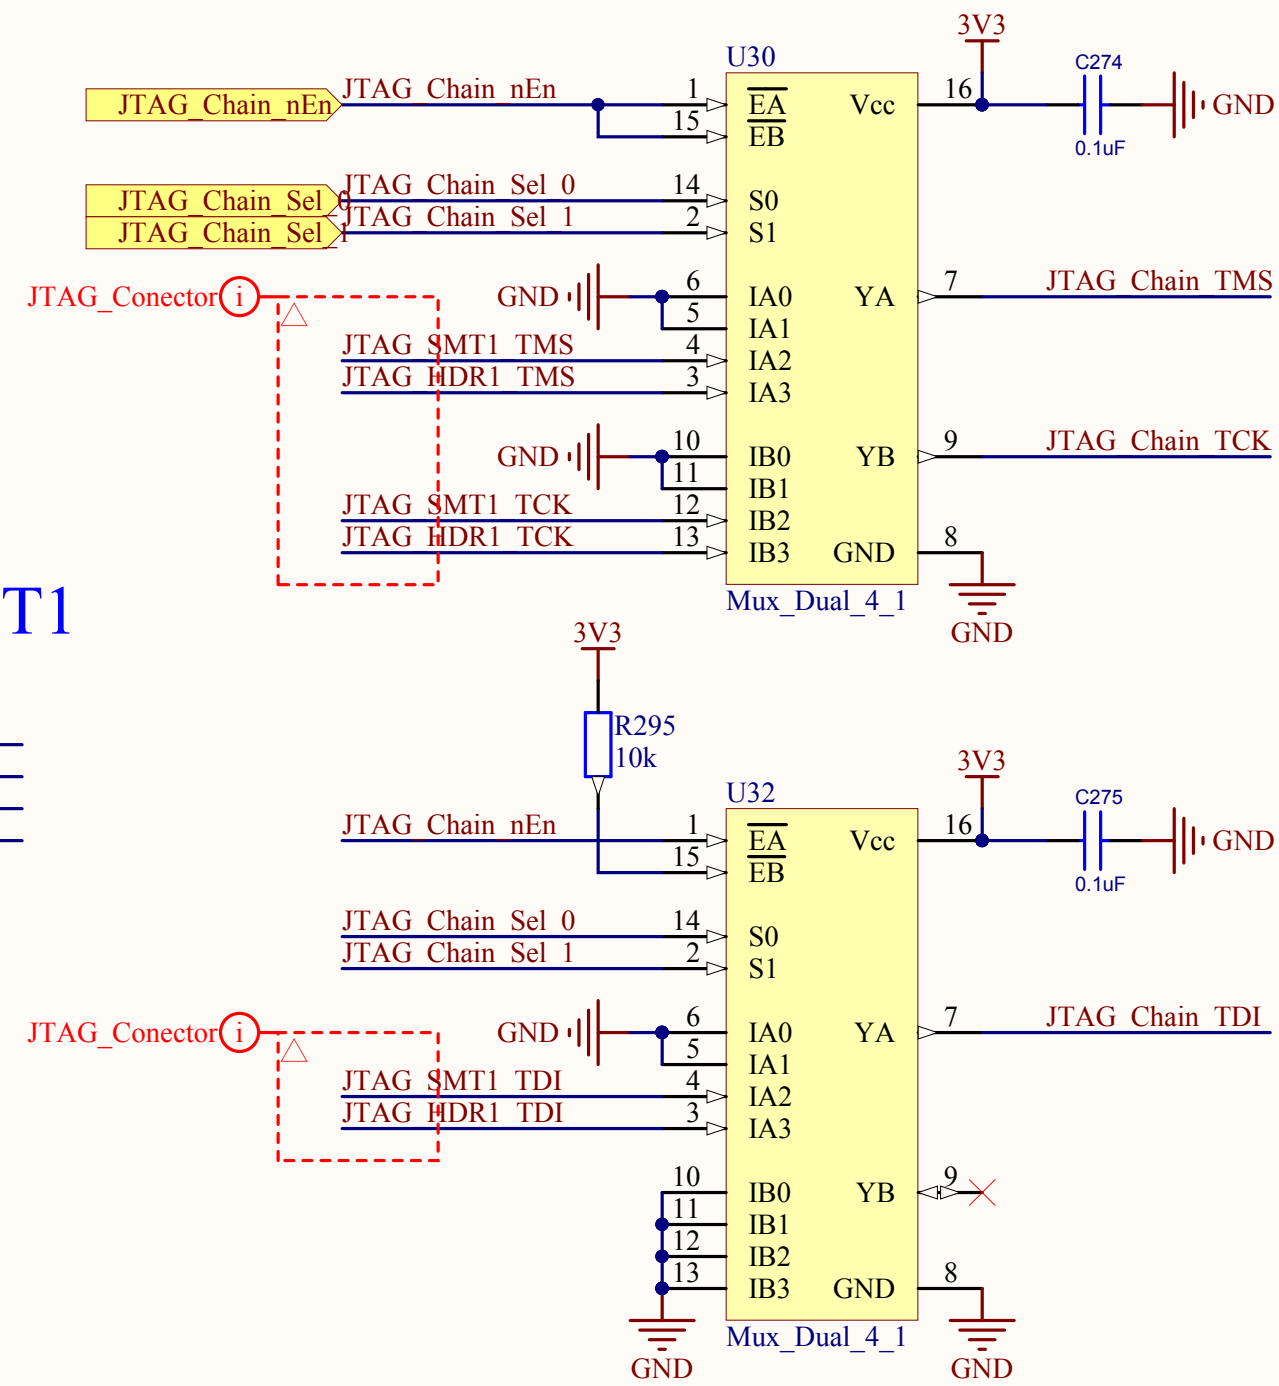 3V3
U30
C274
JTAG_Chain_nEn JTAG_Chain_nEn 1 EA Vcc 16 GND
15 EB 0.1uF
JTAG_Chain_Sel_0 JTAG_Chain_Sel_0 14 S0
JTAG_Chain_Sel_1 JTAG_Chain_Sel_1 2 S1
JTAG_Conector i GND 6 IA0 YA 7 JTAG_Chain_TMS
5 IA1
JTAG_SMT1_TMS 4 IA2
JTAG_HDR1_TMS 3 IA3
GND 10 IB0 YB 9 JTAG_Chain_TCK
11 IB1
JTAG_SMT1_TCK 12 IB2
JTAG_HDR1_TCK 13 IB3 GND 8
T1
Mux_Dual_4_1
GND
3V3
R295
10k
3V3
U32
C275
JTAG_Chain_nEn 1 EA Vcc 16 GND
15 EB 0.1uF
JTAG_Chain_Sel_0 14 S0
JTAG_Chain_Sel_1 2 S1
JTAG_Conector i GND 6 IA0 YA 7 JTAG_Chain_TDI
5 IA1
JTAG_SMT1_TDI 4 IA2
JTAG_HDR1_TDI 3 IA3
10 IB0 YB 9
11 IB1
12 IB2
13 IB3 GND 8
Mux_Dual_4_1
GND GND